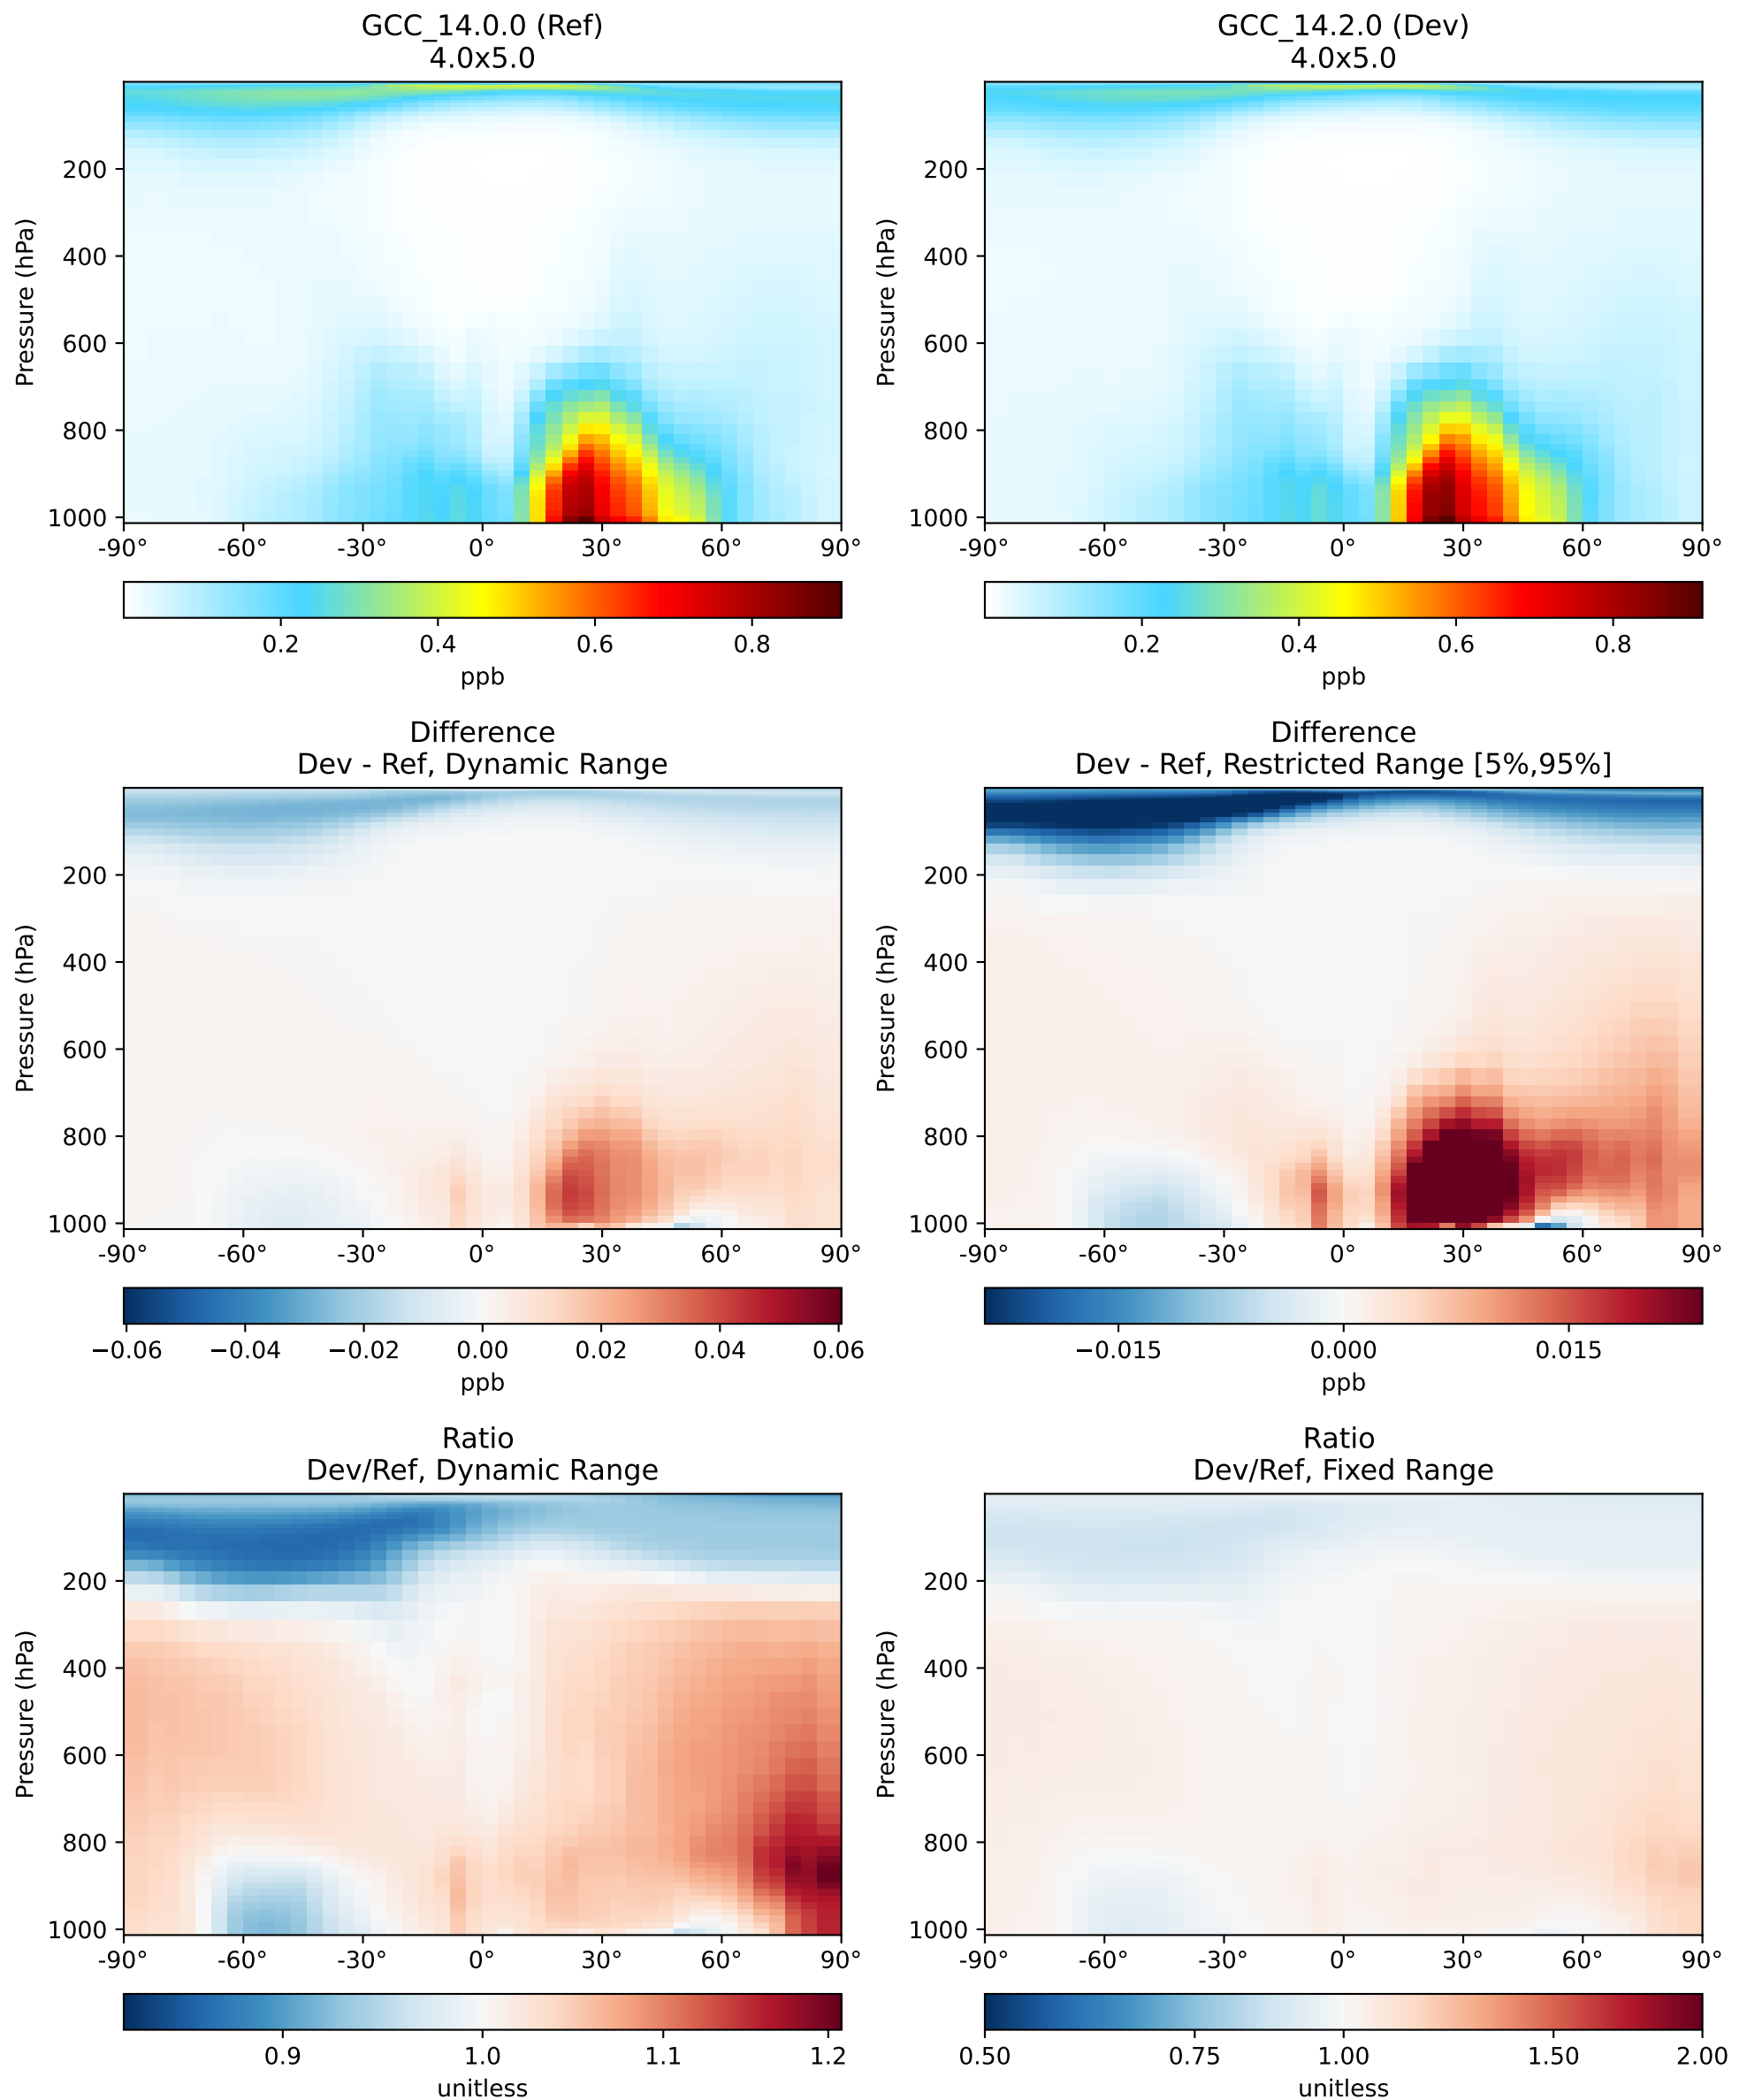 GCC_14.0.0 (Ref)
4.0x5.0
Pressure (hPa)
200
400
600
800
1000
-90° -60° -30° 0° 30° 60° 90°
0.2 0.4 0.6 0.8
ppb
GCC_14.2.0 (Dev)
4.0x5.0
Pressure (hPa)
200
400
600
800
1000
-90° -60° -30° 0° 30° 60° 90°
0.2 0.4 0.6 0.8
ppb
Difference
Dev - Ref, Dynamic Range
Pressure (hPa)
200
400
600
800
1000
-90° -60° -30° 0° 30° 60° 90°
−0.06 −0.04 −0.02 0.00 0.02 0.04 0.06
ppb
Difference
Dev - Ref, Restricted Range [5%,95%]
Pressure (hPa)
200
400
600
800
1000
-90° -60° -30° 0° 30° 60° 90°
−0.015 0.000 0.015
ppb
Ratio
Dev/Ref, Dynamic Range
Pressure (hPa)
200
400
600
800
1000
-90° -60° -30° 0° 30° 60° 90°
0.9 1.0 1.1 1.2
unitless
Ratio
Dev/Ref, Fixed Range
Pressure (hPa)
200
400
600
800
1000
-90° -60° -30° 0° 30° 60° 90°
0.50 0.75 1.00 1.50 2.00
unitless